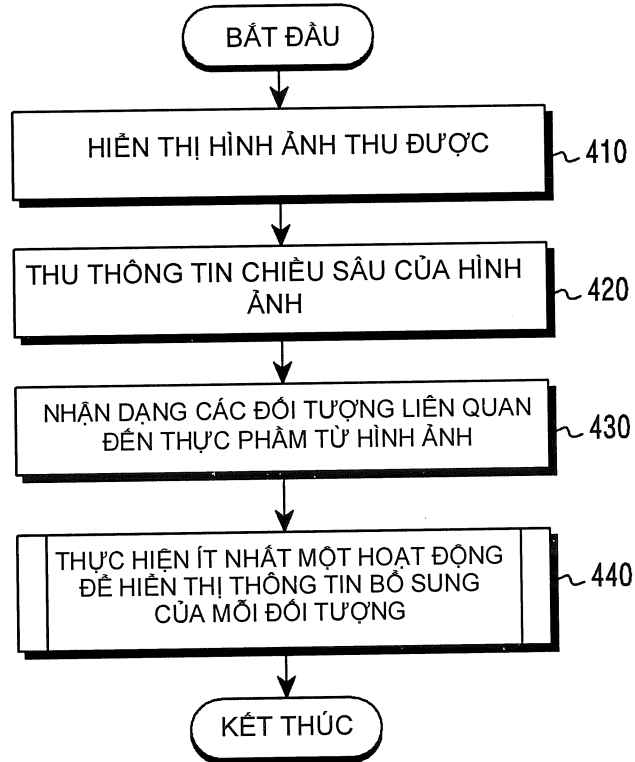 BẮT ĐẦU
HIỂN THỊ HÌNH ẢNH THU ĐƯỢC
410
THU THÔNG TIN CHIỀU SÂU CỦA HÌNH
ẢNH
420
NHẬN DẠNG CÁC ĐỐI TƯỢNG LIÊN QUAN
ĐẾN THỰC PHẦM TỪ HÌNH ẢNH
430
THỰC HIỆN ÍT NHẤT MỘT HOẠT ĐỘNG
ĐỂ HIỂN THỊ THÔNG TIN BỔ SUNG
CỦA MỖI ĐỐI TƯỢNG
440
KẾT THÚC